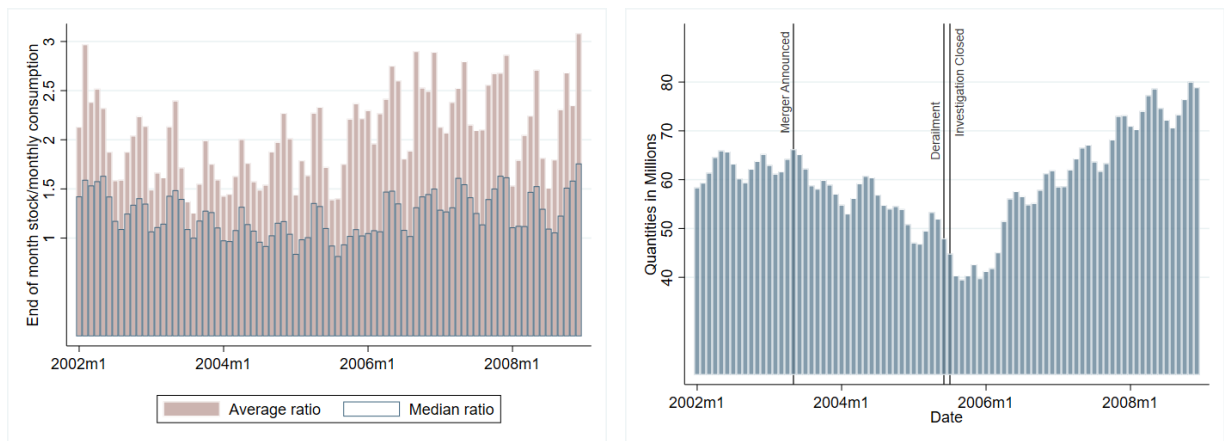 End of month stock/monthly consumption
3
2.5
2
1.5
1
2002m1
2004m1
2006m1
2008m1
Average ratio
Median ratio
Quantities in Millions
80
70
60
50
40
Merger Announced
Derailment
Investigation Closed
2002m1
2004m1
2006m1
2008m1
Date